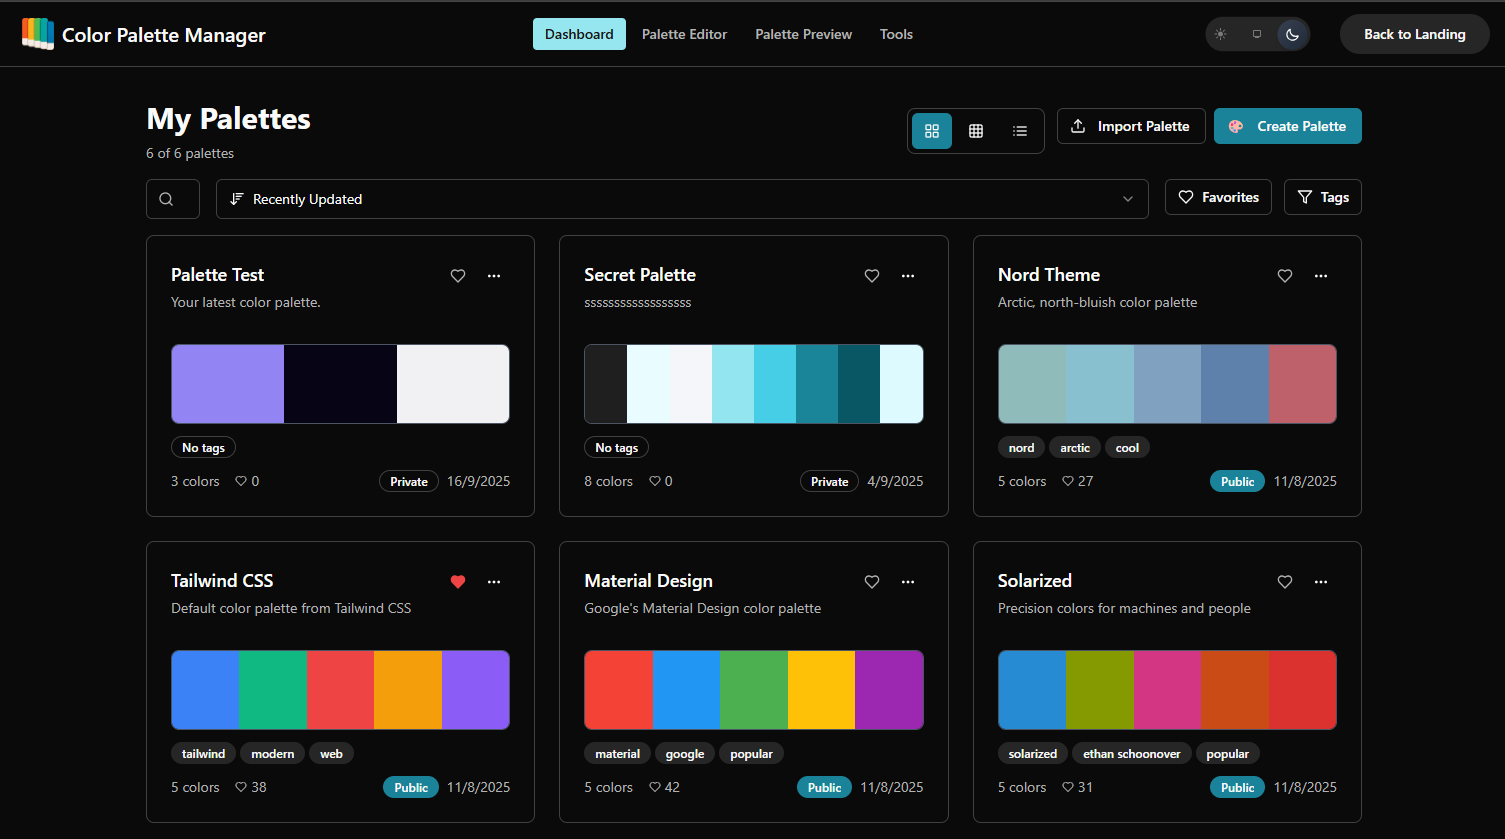 Color Palette Manager
Dashboard
Palette Editor
Palette Preview
Tools
Back to Landing
My Palettes
6 of 6 palettes
Import Palette
Create Palette
Recently Updated
Favorites
Tags
Palette Test
Your latest color palette.
No tags
3 colors
0
Private
16/9/2025
Secret Palette
ssssssssssssssssss
No tags
8 colors
0
Private
4/9/2025
Nord Theme
Arctic, north-bluish color palette
nord
arctic
cool
5 colors
27
Public
11/8/2025
Tailwind CSS
Default color palette from Tailwind CSS
tailwind
modern
web
5 colors
38
Public
11/8/2025
Material Design
Google's Material Design color palette
material
google
popular
5 colors
42
Public
11/8/2025
Solarized
Precision colors for machines and people
solarized
ethan schoonover
popular
5 colors
31
Public
11/8/2025